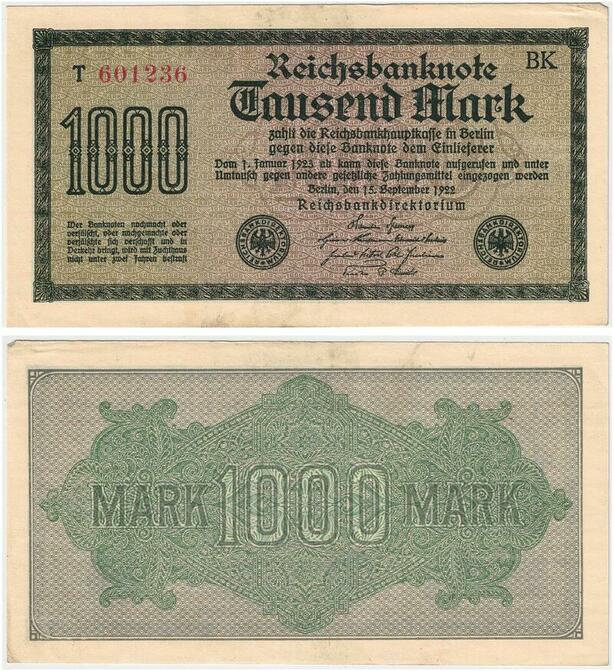 T 601236
Reichsbanknote
BK
1000
Tausend Mark
zahlt die Reichsbankhauptkasse in Berlin
gegen diese Banknote dem Einlieferer
Vom 1. Januar 1923 ab kann diese Banknote aufgerufen und unter
Umtausch gegen andere gesetzliche Zahlungsmittel eingezogen werden
Berlin, den 15. September 1922
Reichsbankdirektorium
Wer Banknoten nachmacht oder
verfälscht, oder nachgemachte oder
verfälschte sich verschafft und in
Verkehr bringt, wird mit Zuchthaus
nicht unter zwei Jahren bestraft
MARK 1000 MARK